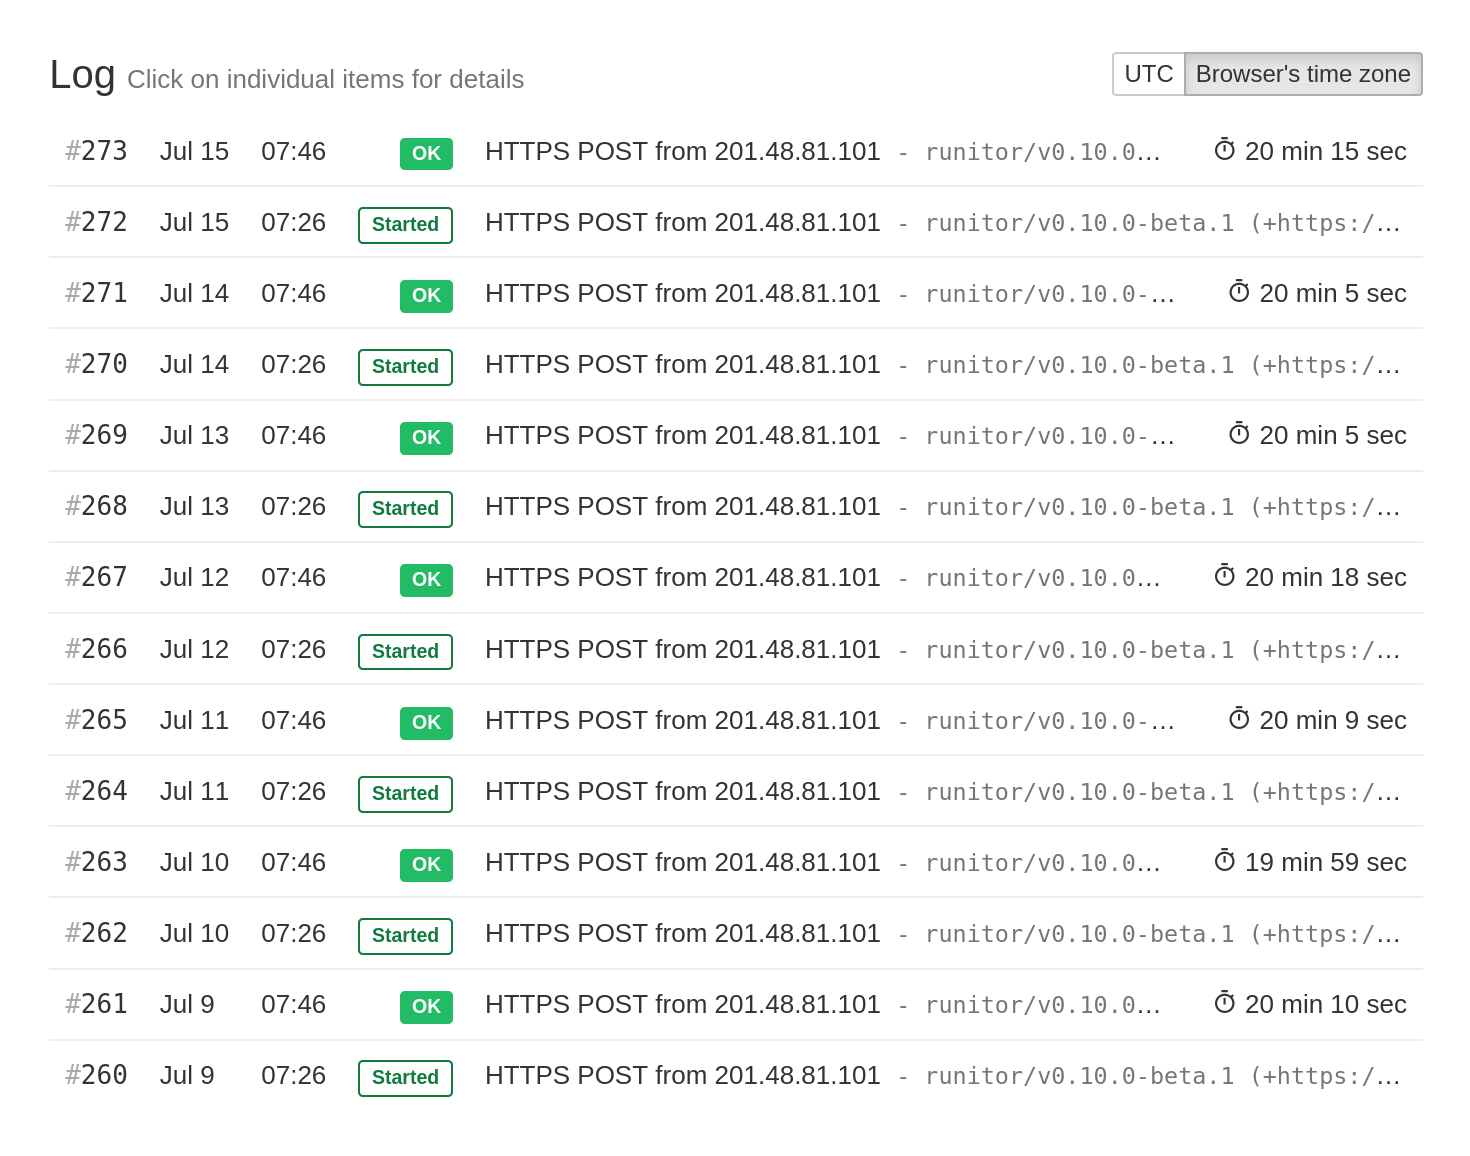 Log Click on individual items for details UTC Browser's time zone
#273 Jul 15 07:46 OK HTTPS POST from 201.48.81.101 - runitor/v0.10.0… 20 min 15 sec
#272 Jul 15 07:26 Started HTTPS POST from 201.48.81.101 - runitor/v0.10.0-beta.1 (+https:/…
#271 Jul 14 07:46 OK HTTPS POST from 201.48.81.101 - runitor/v0.10.0-… 20 min 5 sec
#270 Jul 14 07:26 Started HTTPS POST from 201.48.81.101 - runitor/v0.10.0-beta.1 (+https:/…
#269 Jul 13 07:46 OK HTTPS POST from 201.48.81.101 - runitor/v0.10.0-… 20 min 5 sec
#268 Jul 13 07:26 Started HTTPS POST from 201.48.81.101 - runitor/v0.10.0-beta.1 (+https:/…
#267 Jul 12 07:46 OK HTTPS POST from 201.48.81.101 - runitor/v0.10.0… 20 min 18 sec
#266 Jul 12 07:26 Started HTTPS POST from 201.48.81.101 - runitor/v0.10.0-beta.1 (+https:/…
#265 Jul 11 07:46 OK HTTPS POST from 201.48.81.101 - runitor/v0.10.0-… 20 min 9 sec
#264 Jul 11 07:26 Started HTTPS POST from 201.48.81.101 - runitor/v0.10.0-beta.1 (+https:/…
#263 Jul 10 07:46 OK HTTPS POST from 201.48.81.101 - runitor/v0.10.0… 19 min 59 sec
#262 Jul 10 07:26 Started HTTPS POST from 201.48.81.101 - runitor/v0.10.0-beta.1 (+https:/…
#261 Jul 9 07:46 OK HTTPS POST from 201.48.81.101 - runitor/v0.10.0… 20 min 10 sec
#260 Jul 9 07:26 Started HTTPS POST from 201.48.81.101 - runitor/v0.10.0-beta.1 (+https:/…